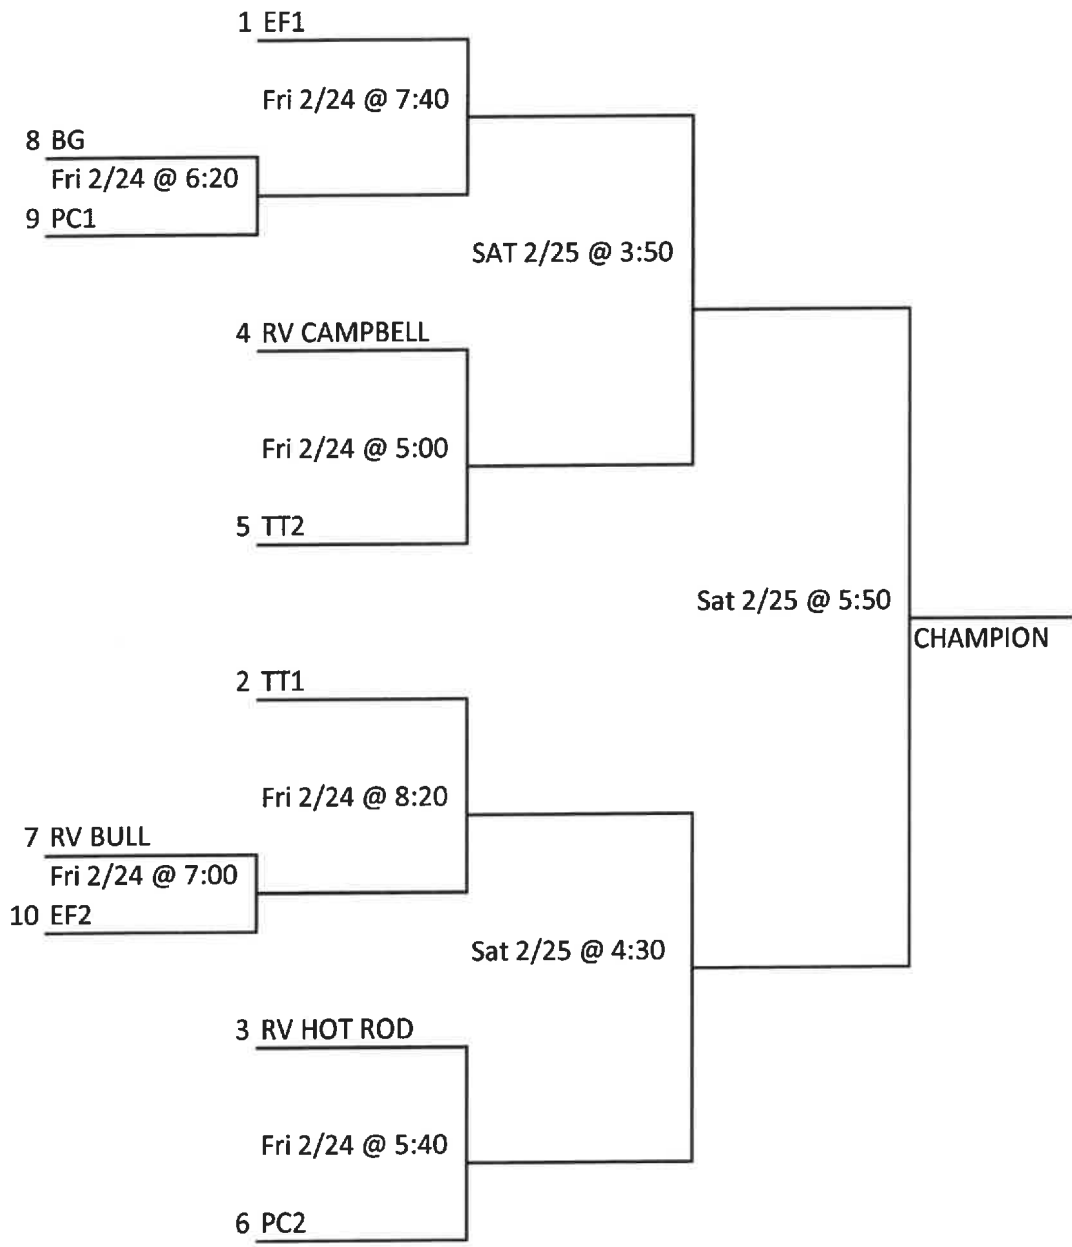 1 EF1
Fri 2/24 @ 7:40
8 BG
Fri 2/24 @ 6:20
9 PC1
SAT 2/25 @ 3:50
4 RV CAMPBELL
Fri 2/24 @ 5:00
5 TT2
Sat 2/25 @ 5:50
CHAMPION
2 TT1
Fri 2/24 @ 8:20
7 RV BULL
Fri 2/24 @ 7:00
10 EF2
Sat 2/25 @ 4:30
3 RV HOT ROD
Fri 2/24 @ 5:40
6 PC2